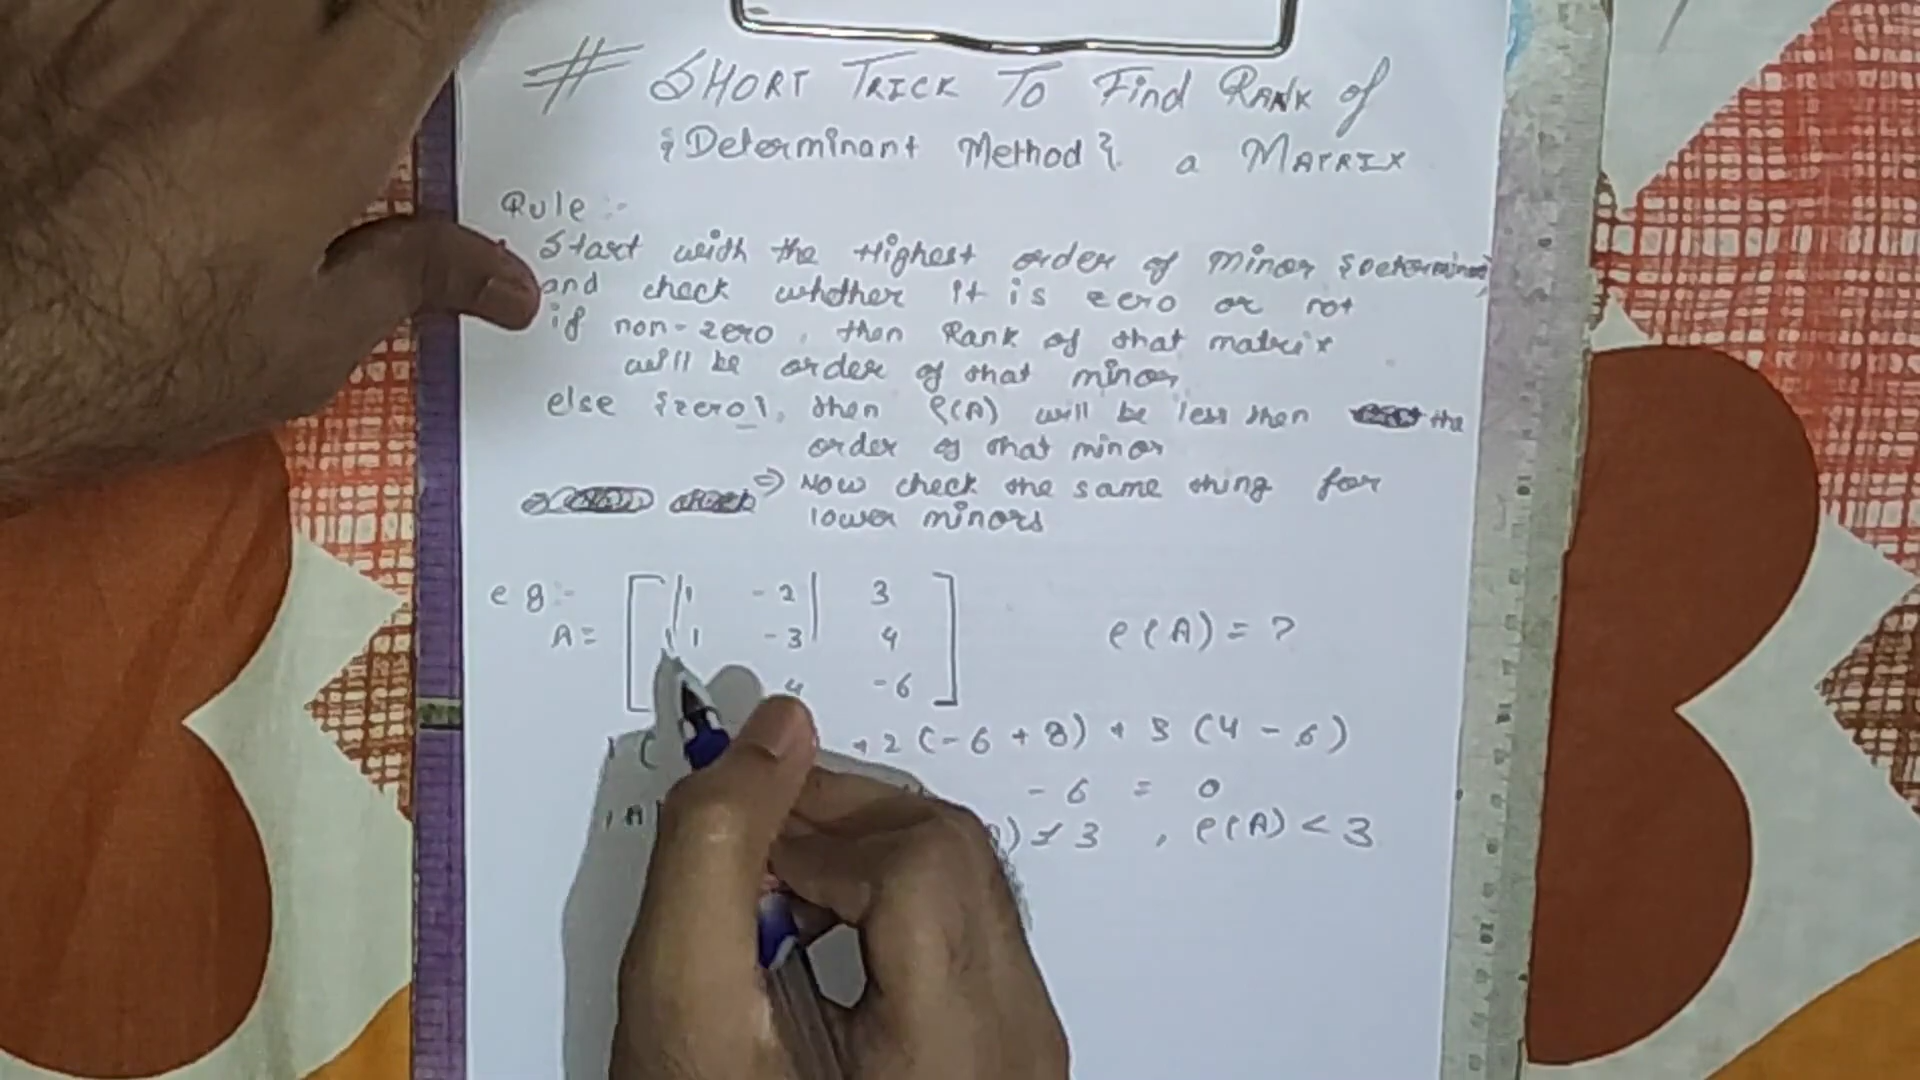 # SHORT TRICK TO Find RANK of
{Determinant Method} a MATRIX
Rule :-
Start with the Highest order of minor {Determinant}
and check whether it is zero or not
if non-zero, then Rank of that matrix
will be order of that minor
else {zero}, then ρ(A) will be less then the
order of that minor
⇒ Now check the same thing for
lower minors
eg:-
A = [ 1 -2 3
1 -3 4
4 -6 ]
ρ(A) = ?
1 ( +2(-6+8) + 3(4-6)
-6 = 0
|A| ) ≮ 3 , ρ(A) < 3